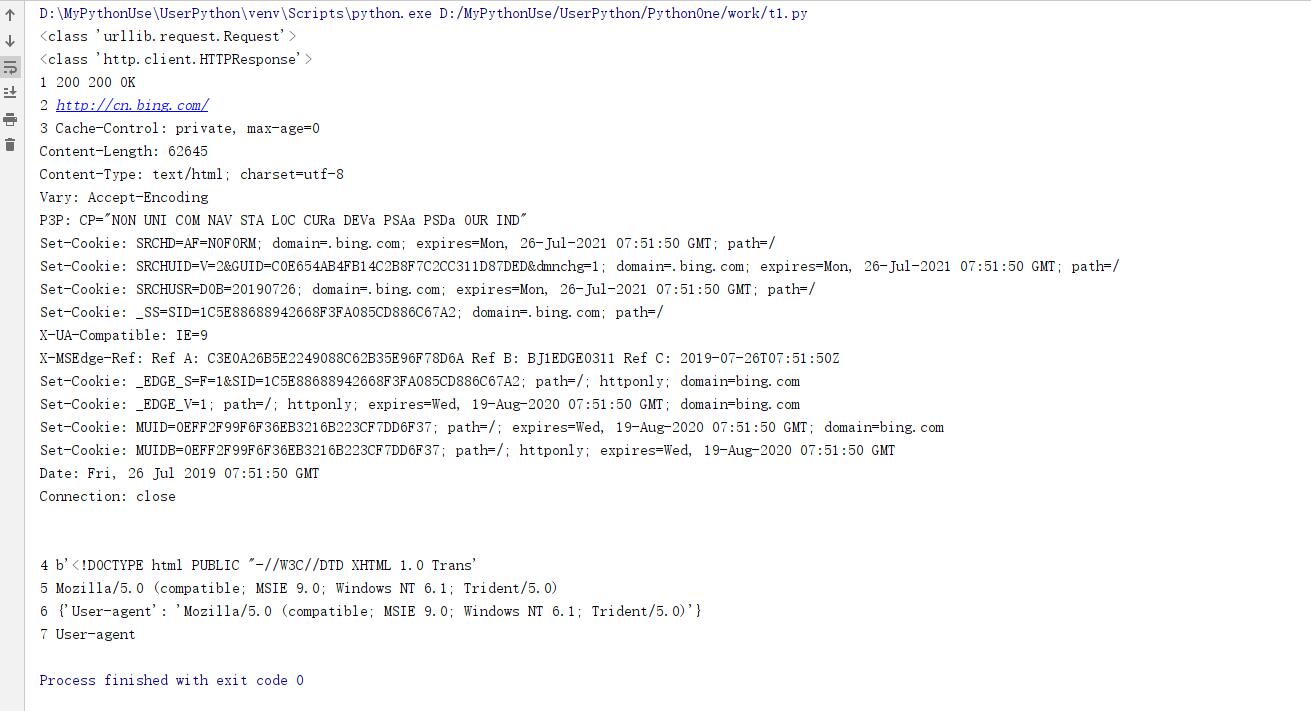 D:\MyPythonUse\UserPython\venv\Scripts\python.exe D:/MyPythonUse/UserPython/PythonOne/work/t1.py
<class 'urllib.request.Request'>
<class 'http.client.HTTPResponse'>
1 200 200 OK
2 http://cn.bing.com/
3 Cache-Control: private, max-age=0
Content-Length: 62645
Content-Type: text/html; charset=utf-8
Vary: Accept-Encoding
P3P: CP="NON UNI COM NAV STA LOC CURa DEVa PSAa PSDa OUR IND"
Set-Cookie: SRCHD=AF=NOFORM; domain=.bing.com; expires=Mon, 26-Jul-2021 07:51:50 GMT; path=/
Set-Cookie: SRCHUID=V=2&GUID=C0E654AB4FB14C2B8F7C2CC311D87DED&dmnchg=1; domain=.bing.com; expires=Mon, 26-Jul-2021 07:51:50 GMT; path=/
Set-Cookie: SRCHUSR=DOB=20190726; domain=.bing.com; expires=Mon, 26-Jul-2021 07:51:50 GMT; path=/
Set-Cookie: _SS=SID=1C5E88688942668F3FA085CD886C67A2; domain=.bing.com; path=/
X-UA-Compatible: IE=9
X-MSEdge-Ref: Ref A: C3E0A26B5E2249088C62B35E96F78D6A Ref B: BJ1EDGE0311 Ref C: 2019-07-26T07:51:50Z
Set-Cookie: _EDGE_S=F=1&SID=1C5E88688942668F3FA085CD886C67A2; path=/; httponly; domain=bing.com
Set-Cookie: _EDGE_V=1; path=/; httponly; expires=Wed, 19-Aug-2020 07:51:50 GMT; domain=bing.com
Set-Cookie: MUID=0EFF2F99F6F36EB3216B223CF7DD6F37; path=/; expires=Wed, 19-Aug-2020 07:51:50 GMT; domain=bing.com
Set-Cookie: MUIDB=0EFF2F99F6F36EB3216B223CF7DD6F37; path=/; httponly; expires=Wed, 19-Aug-2020 07:51:50 GMT
Date: Fri, 26 Jul 2019 07:51:50 GMT
Connection: close
4 b'<!DOCTYPE html PUBLIC "-//W3C//DTD XHTML 1.0 Trans'
5 Mozilla/5.0 (compatible; MSIE 9.0; Windows NT 6.1; Trident/5.0)
6 {'User-agent': 'Mozilla/5.0 (compatible; MSIE 9.0; Windows NT 6.1; Trident/5.0)'}
7 User-agent
Process finished with exit code 0